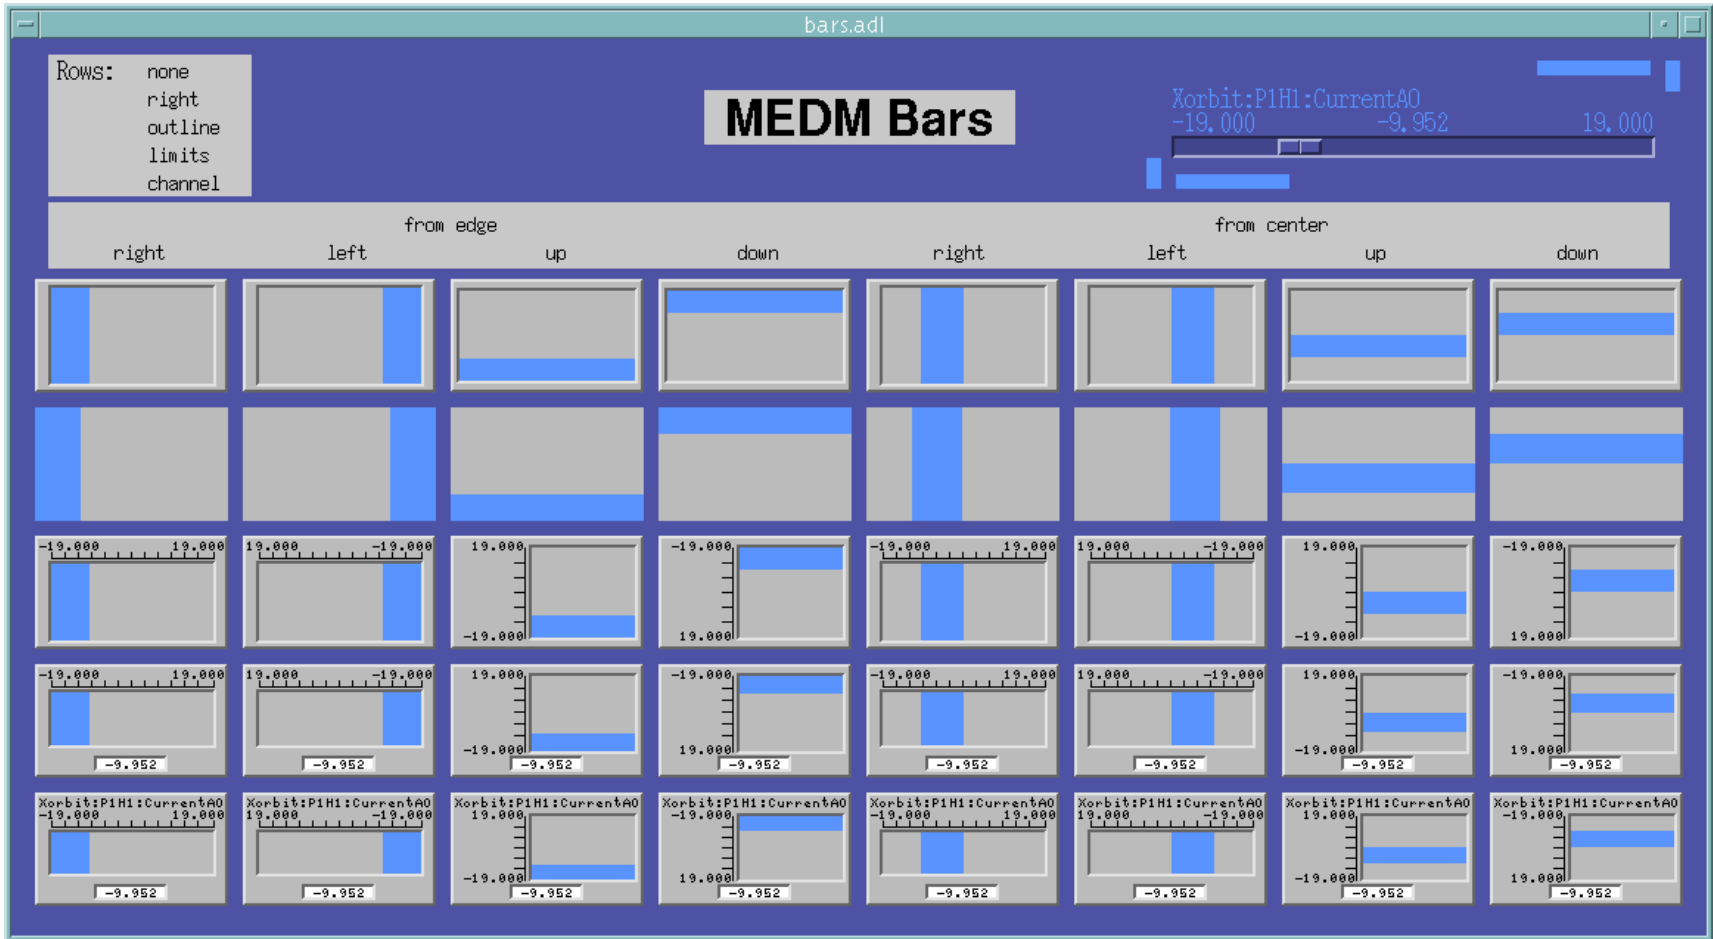 bars.adl
Rows: none
right
outline
limits
channel
MEDM Bars
Xorbit:P1H1:CurrentAO
-19.000 -9.952 19.000
from edge from center
right left up down right left up down
-19.000 19.000 19.000 -19.000 19.000 -19.000 -19.000 19.000 19.000 -19.000 19.000 -19.000
-19.000 19.000 -19.000 19.000
-19.000 19.000 19.000 -19.000 19.000 -19.000 -19.000 19.000 19.000 -19.000 19.000 -19.000
-19.000 19.000 -19.000 19.000
-9.952 -9.952 -9.952 -9.952 -9.952 -9.952 -9.952 -9.952
Xorbit:P1H1:CurrentAO Xorbit:P1H1:CurrentAO Xorbit:P1H1:CurrentAO Xorbit:P1H1:CurrentAO Xorbit:P1H1:CurrentAO Xorbit:P1H1:CurrentAO Xorbit:P1H1:CurrentAO Xorbit:P1H1:CurrentAO
-19.000 19.000 19.000 -19.000 19.000 -19.000 -19.000 19.000 19.000 -19.000 19.000 -19.000
-19.000 19.000 -19.000 19.000
-9.952 -9.952 -9.952 -9.952 -9.952 -9.952 -9.952 -9.952